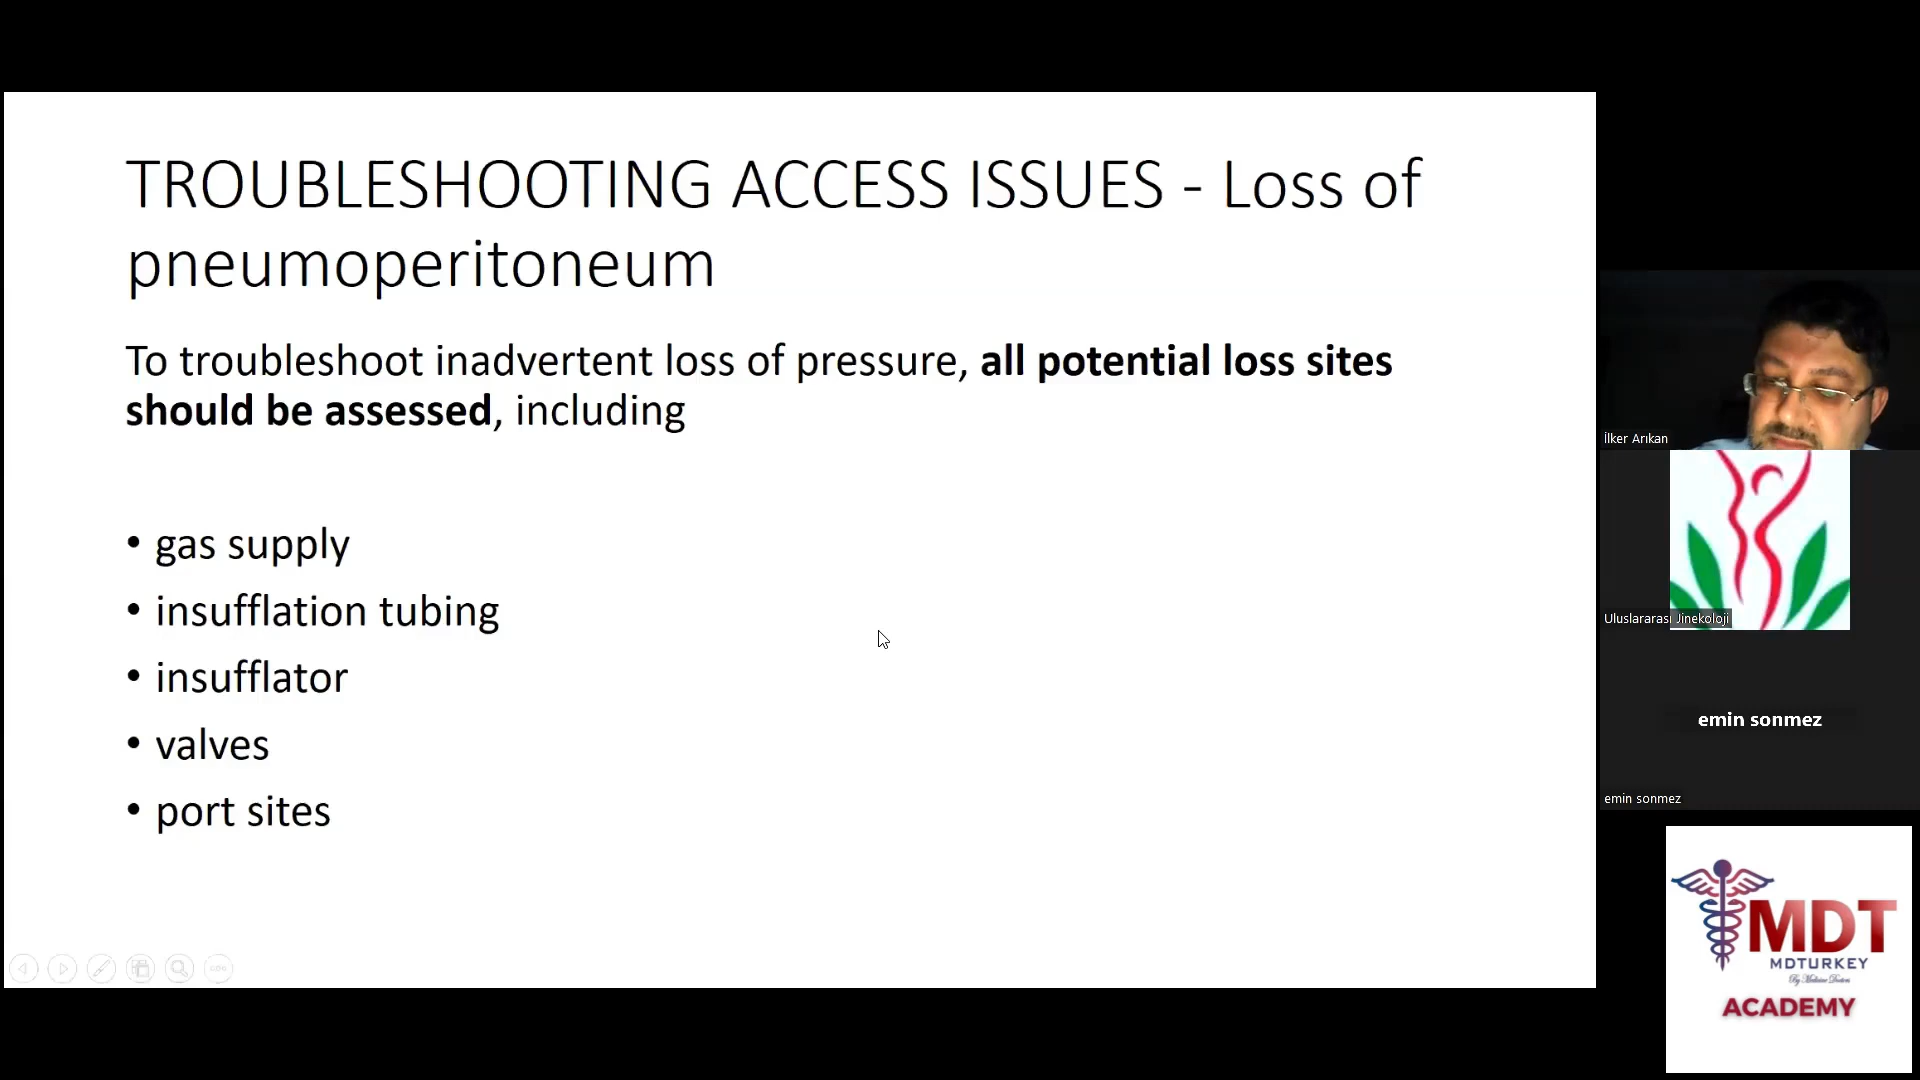 TROUBLESHOOTING ACCESS ISSUES - Loss of
pneumoperitoneum
To troubleshoot inadvertent loss of pressure, all potential loss sites
should be assessed, including
• gas supply
• insufflation tubing
• insufflator
• valves
• port sites
İlker Arıkan
Uluslararası Jinekoloji
emin sonmez
emin sonmez
MDT
MDTURKEY
By Medicine Doctors
ACADEMY